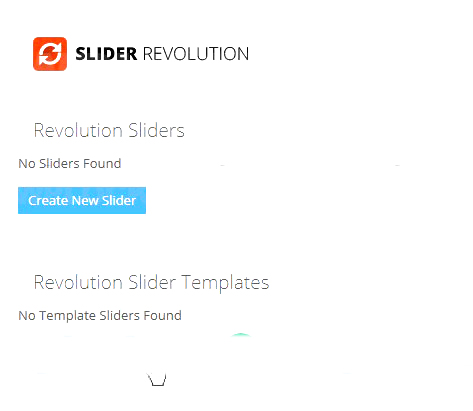 SLIDER REVOLUTION
Revolution Sliders
No Sliders Found
Create New Slider
Revolution Slider Templates
No Template Sliders Found